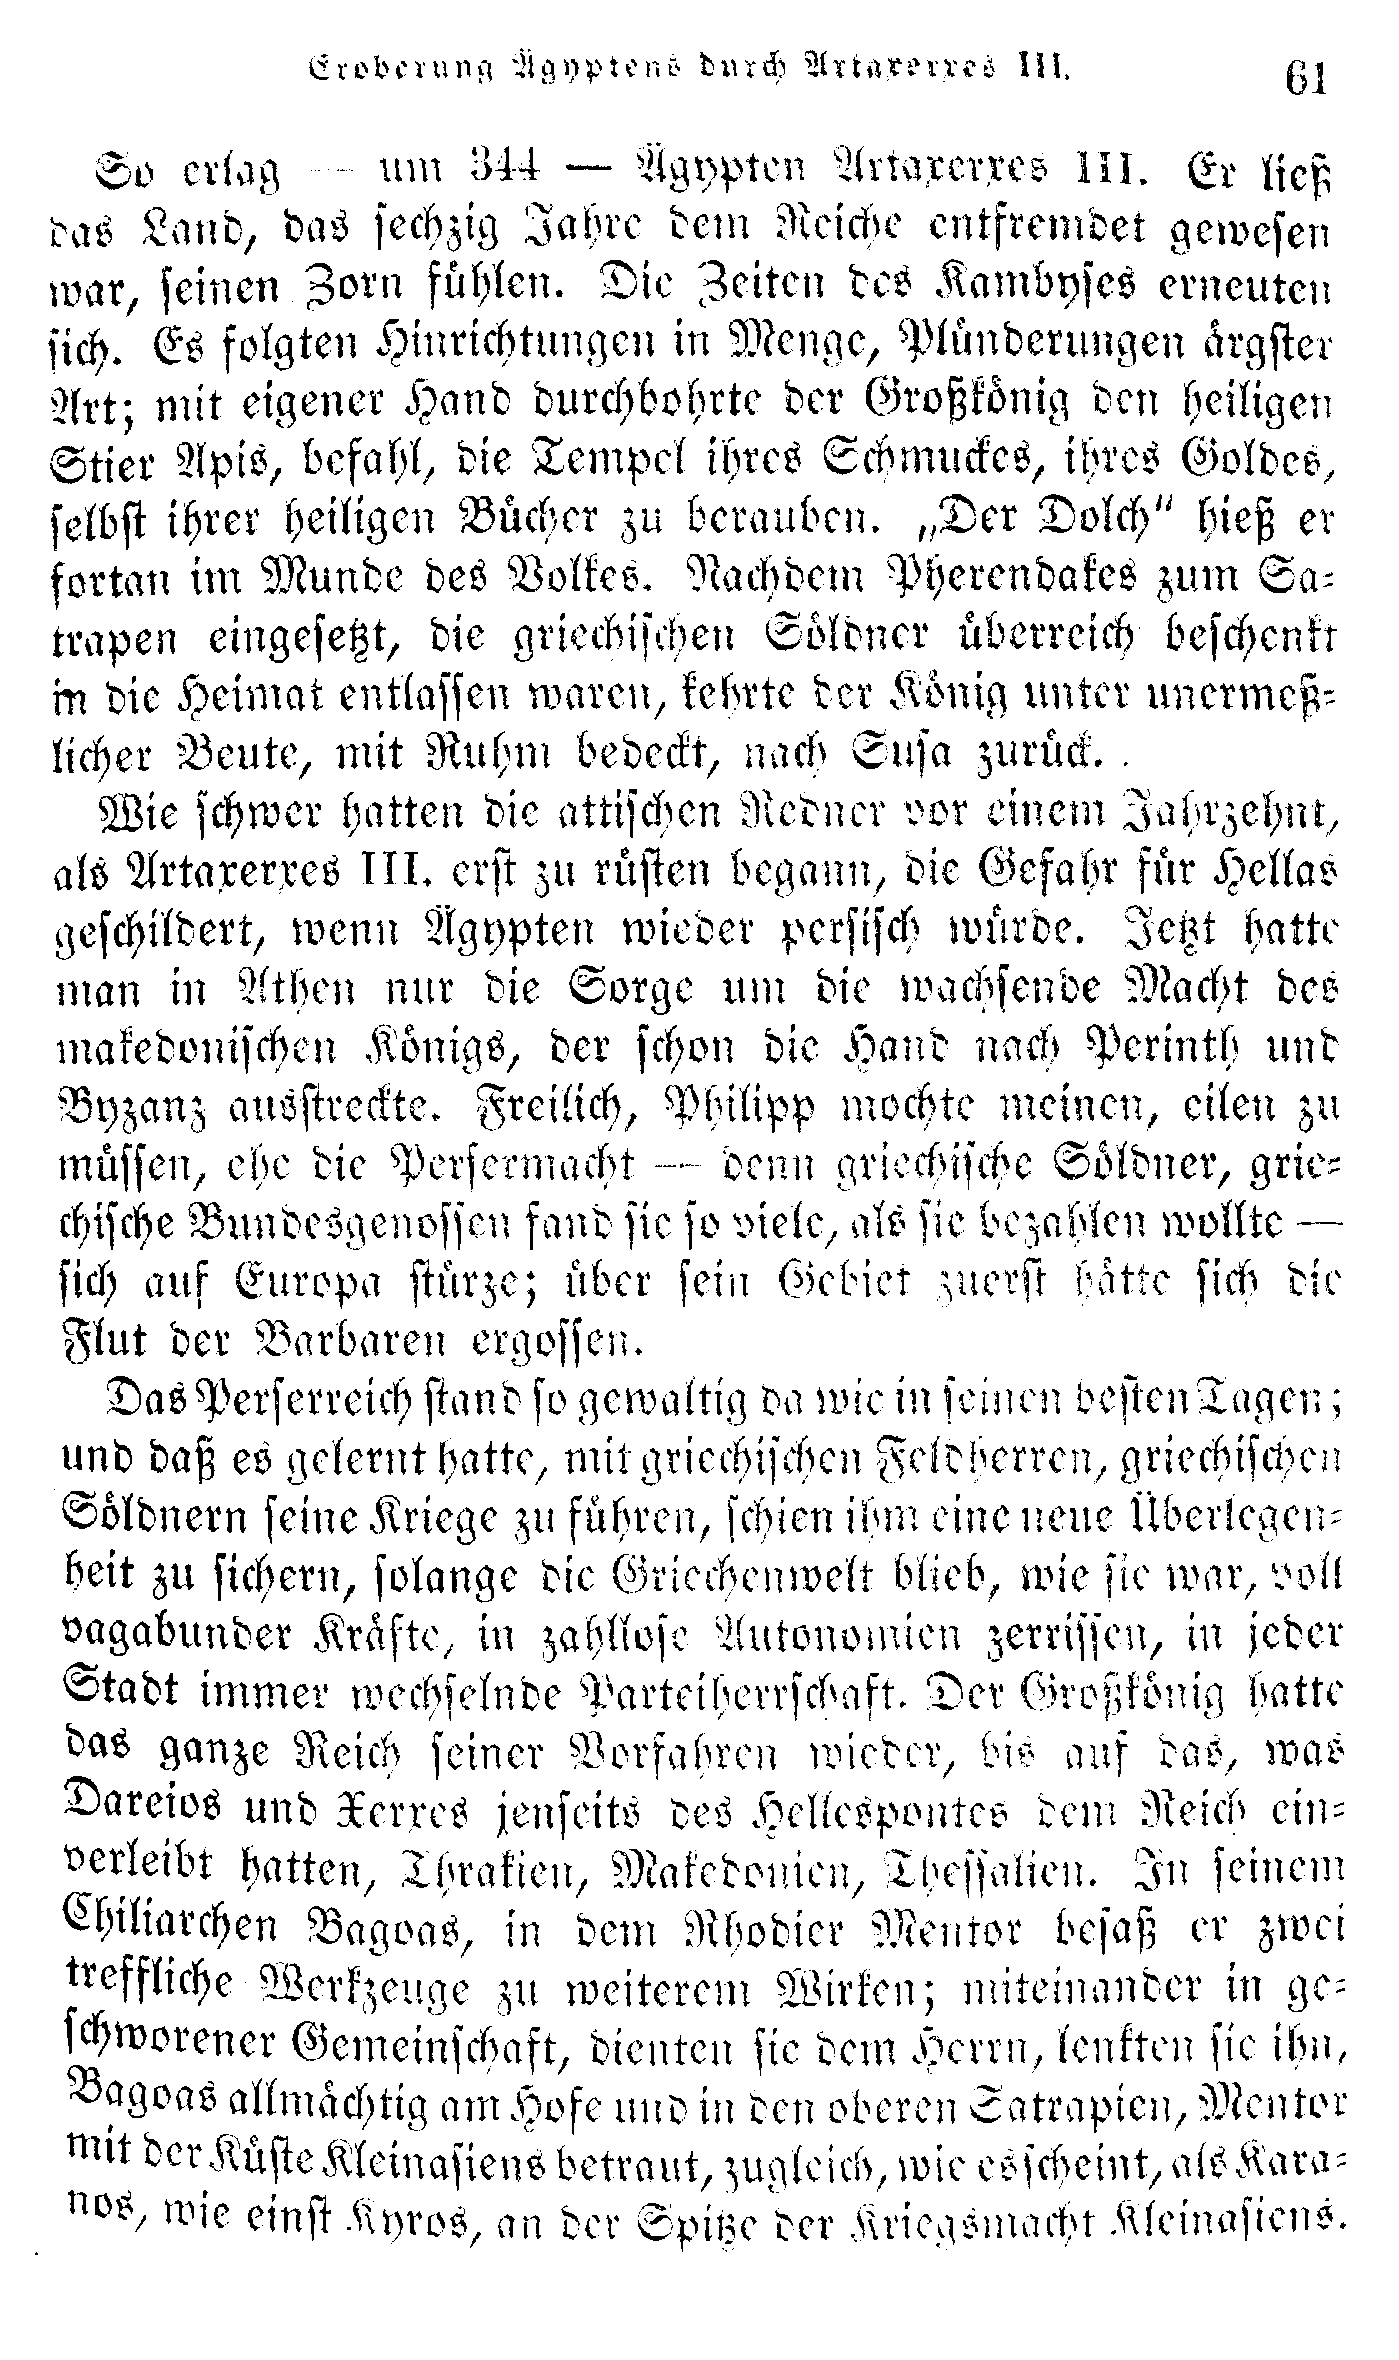 Eroberung Ägyptens durch Artaxerxes III.
61
So erlag — um 344 — Ägypten Artaxerxes III. Er ließ
das Land, das sechzig Jahre dem Reiche entfremdet gewesen
war, seinen Zorn fühlen. Die Zeiten des Kambyses erneuten
sich. Es folgten Hinrichtungen in Menge, Plünderungen ärgster
Art; mit eigener Hand durchbohrte der Großkönig den heiligen
Stier Apis, befahl, die Tempel ihres Schmuckes, ihres Goldes,
selbst ihrer heiligen Bücher zu berauben. „Der Dolch“ hieß er
fortan im Munde des Volkes. Nachdem Pherendakes zum Sa-
trapen eingesetzt, die griechischen Söldner überreich beschenkt
in die Heimat entlassen waren, kehrte der König unter unermeß-
licher Beute, mit Ruhm bedeckt, nach Susa zurück.
Wie schwer hatten die attischen Redner vor einem Jahrzehnt,
als Artaxerxes III. erst zu rüsten begann, die Gefahr für Hellas
geschildert, wenn Ägypten wieder persisch würde. Jetzt hatte
man in Athen nur die Sorge um die wachsende Macht des
makedonischen Königs, der schon die Hand nach Perinth und
Byzanz ausstreckte. Freilich, Philipp mochte meinen, eilen zu
müssen, ehe die Persermacht — denn griechische Söldner, grie-
chische Bundesgenossen fand sie so viele, als sie bezahlen wollte —
sich auf Europa stürze; über sein Gebiet zuerst hätte sich die
Flut der Barbaren ergossen.
Das Perserreich stand so gewaltig da wie in seinen besten Tagen;
und daß es gelernt hatte, mit griechischen Feldherren, griechischen
Söldnern seine Kriege zu führen, schien ihm eine neue Überlegen-
heit zu sichern, solange die Griechenwelt blieb, wie sie war, voll
vagabunder Kräfte, in zahllose Autonomien zerrissen, in jeder
Stadt immer wechselnde Parteiherrschaft. Der Großkönig hatte
das ganze Reich seiner Vorfahren wieder, bis auf das, was
Dareios und Xerxes jenseits des Hellespontes dem Reich ein-
verleibt hatten, Thrakien, Makedonien, Thessalien. In seinem
Chiliarchen Bagoas, in dem Rhodier Mentor besaß er zwei
treffliche Werkzeuge zu weiterem Wirken; miteinander in ge-
schworener Gemeinschaft, dienten sie dem Herrn, lenkten sie ihn,
Bagoas allmächtig am Hofe und in den oberen Satrapien, Mentor
mit der Küste Kleinasiens betraut, zugleich, wie es scheint, als Kara-
nos, wie einst Kyros, an der Spitze der Kriegsmacht Kleinasiens.